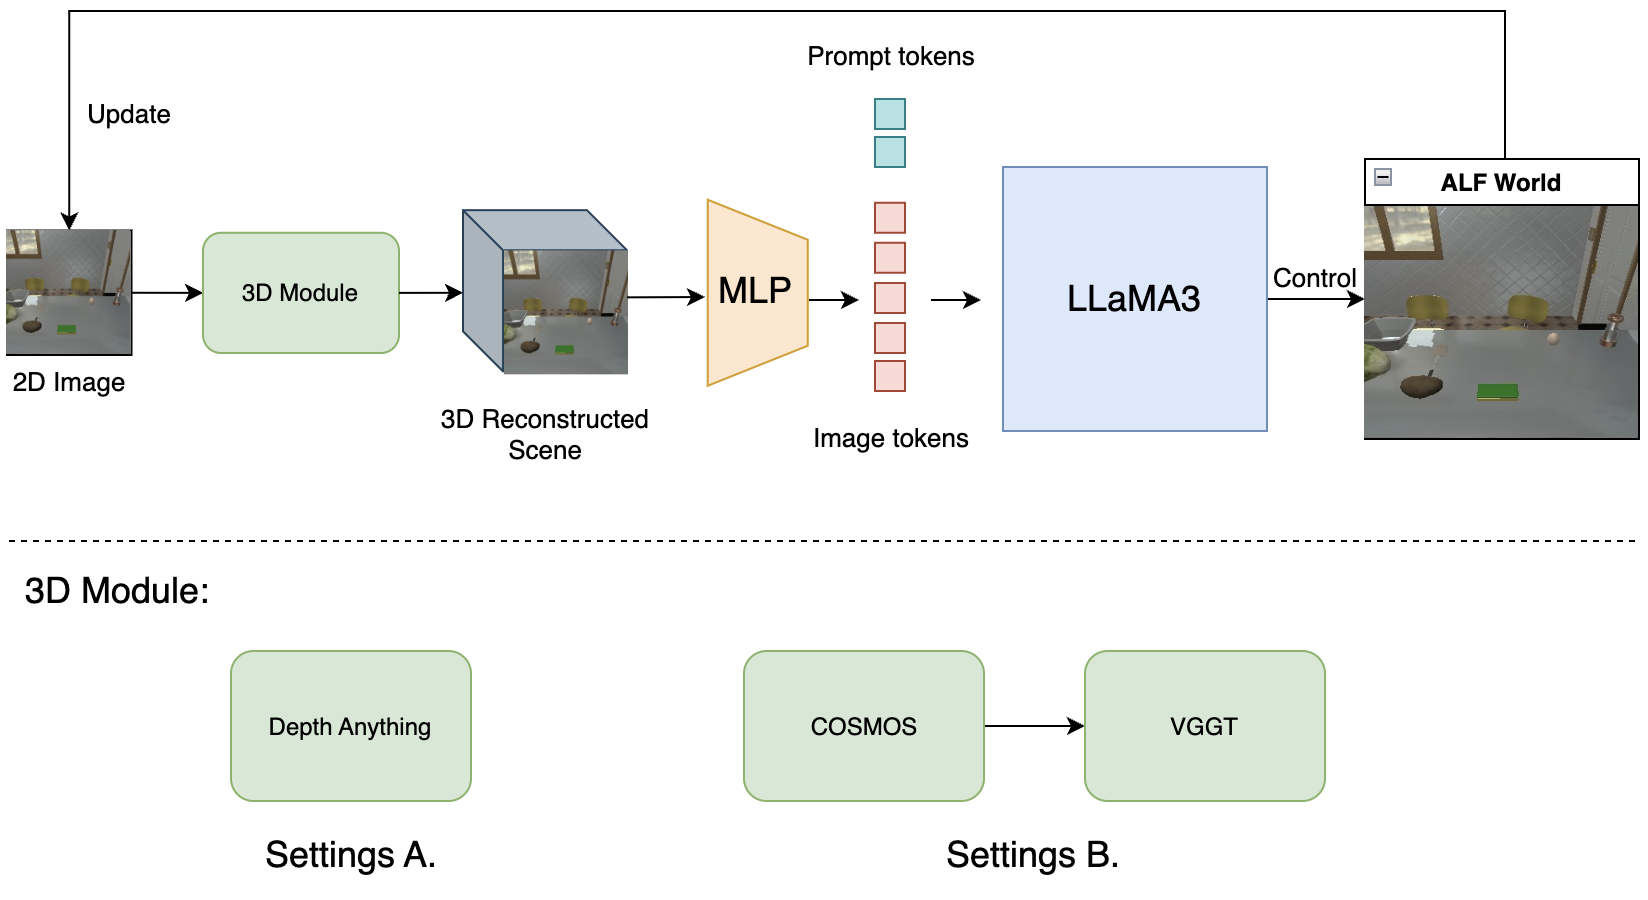 Prompt tokens
Update
ALF World
3D Module
MLP
LLaMA3
Control
2D Image
3D Reconstructed
Scene
Image tokens
3D Module:
Depth Anything
COSMOS
VGGT
Settings A.
Settings B.